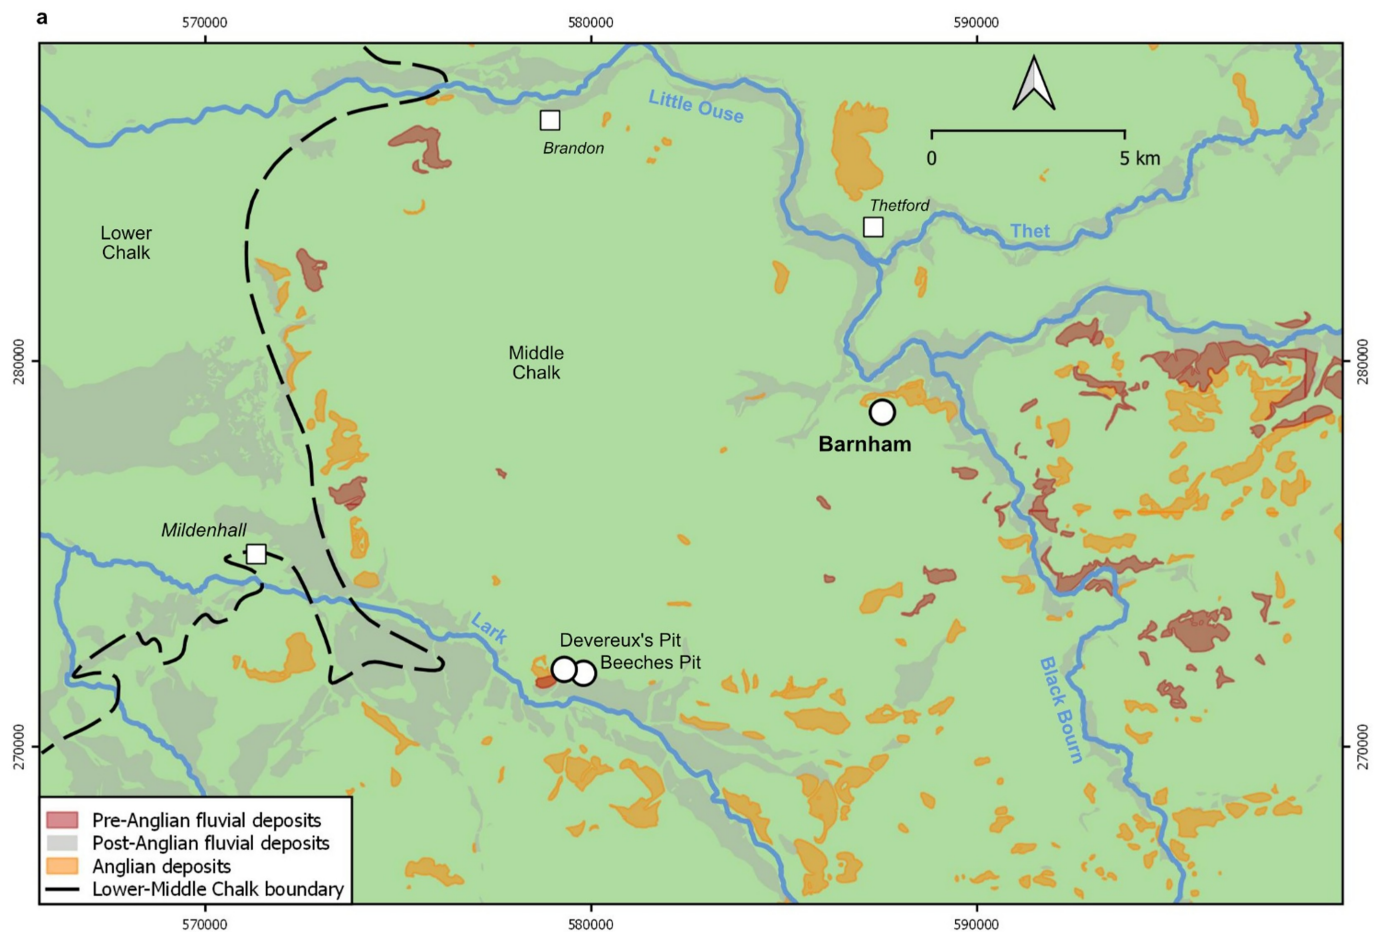 a
570000
580000
590000
Little Ouse
Brandon
0
5 km
Thetford
Thet
Lower
Chalk
Middle
Chalk
280000
280000
Barnham
Mildenhall
Lark
Devereux's Pit
Beeches Pit
Black Bourn
270000
270000
Pre-Anglian fluvial deposits
Post-Anglian fluvial deposits
Anglian deposits
Lower-Middle Chalk boundary
570000
580000
590000